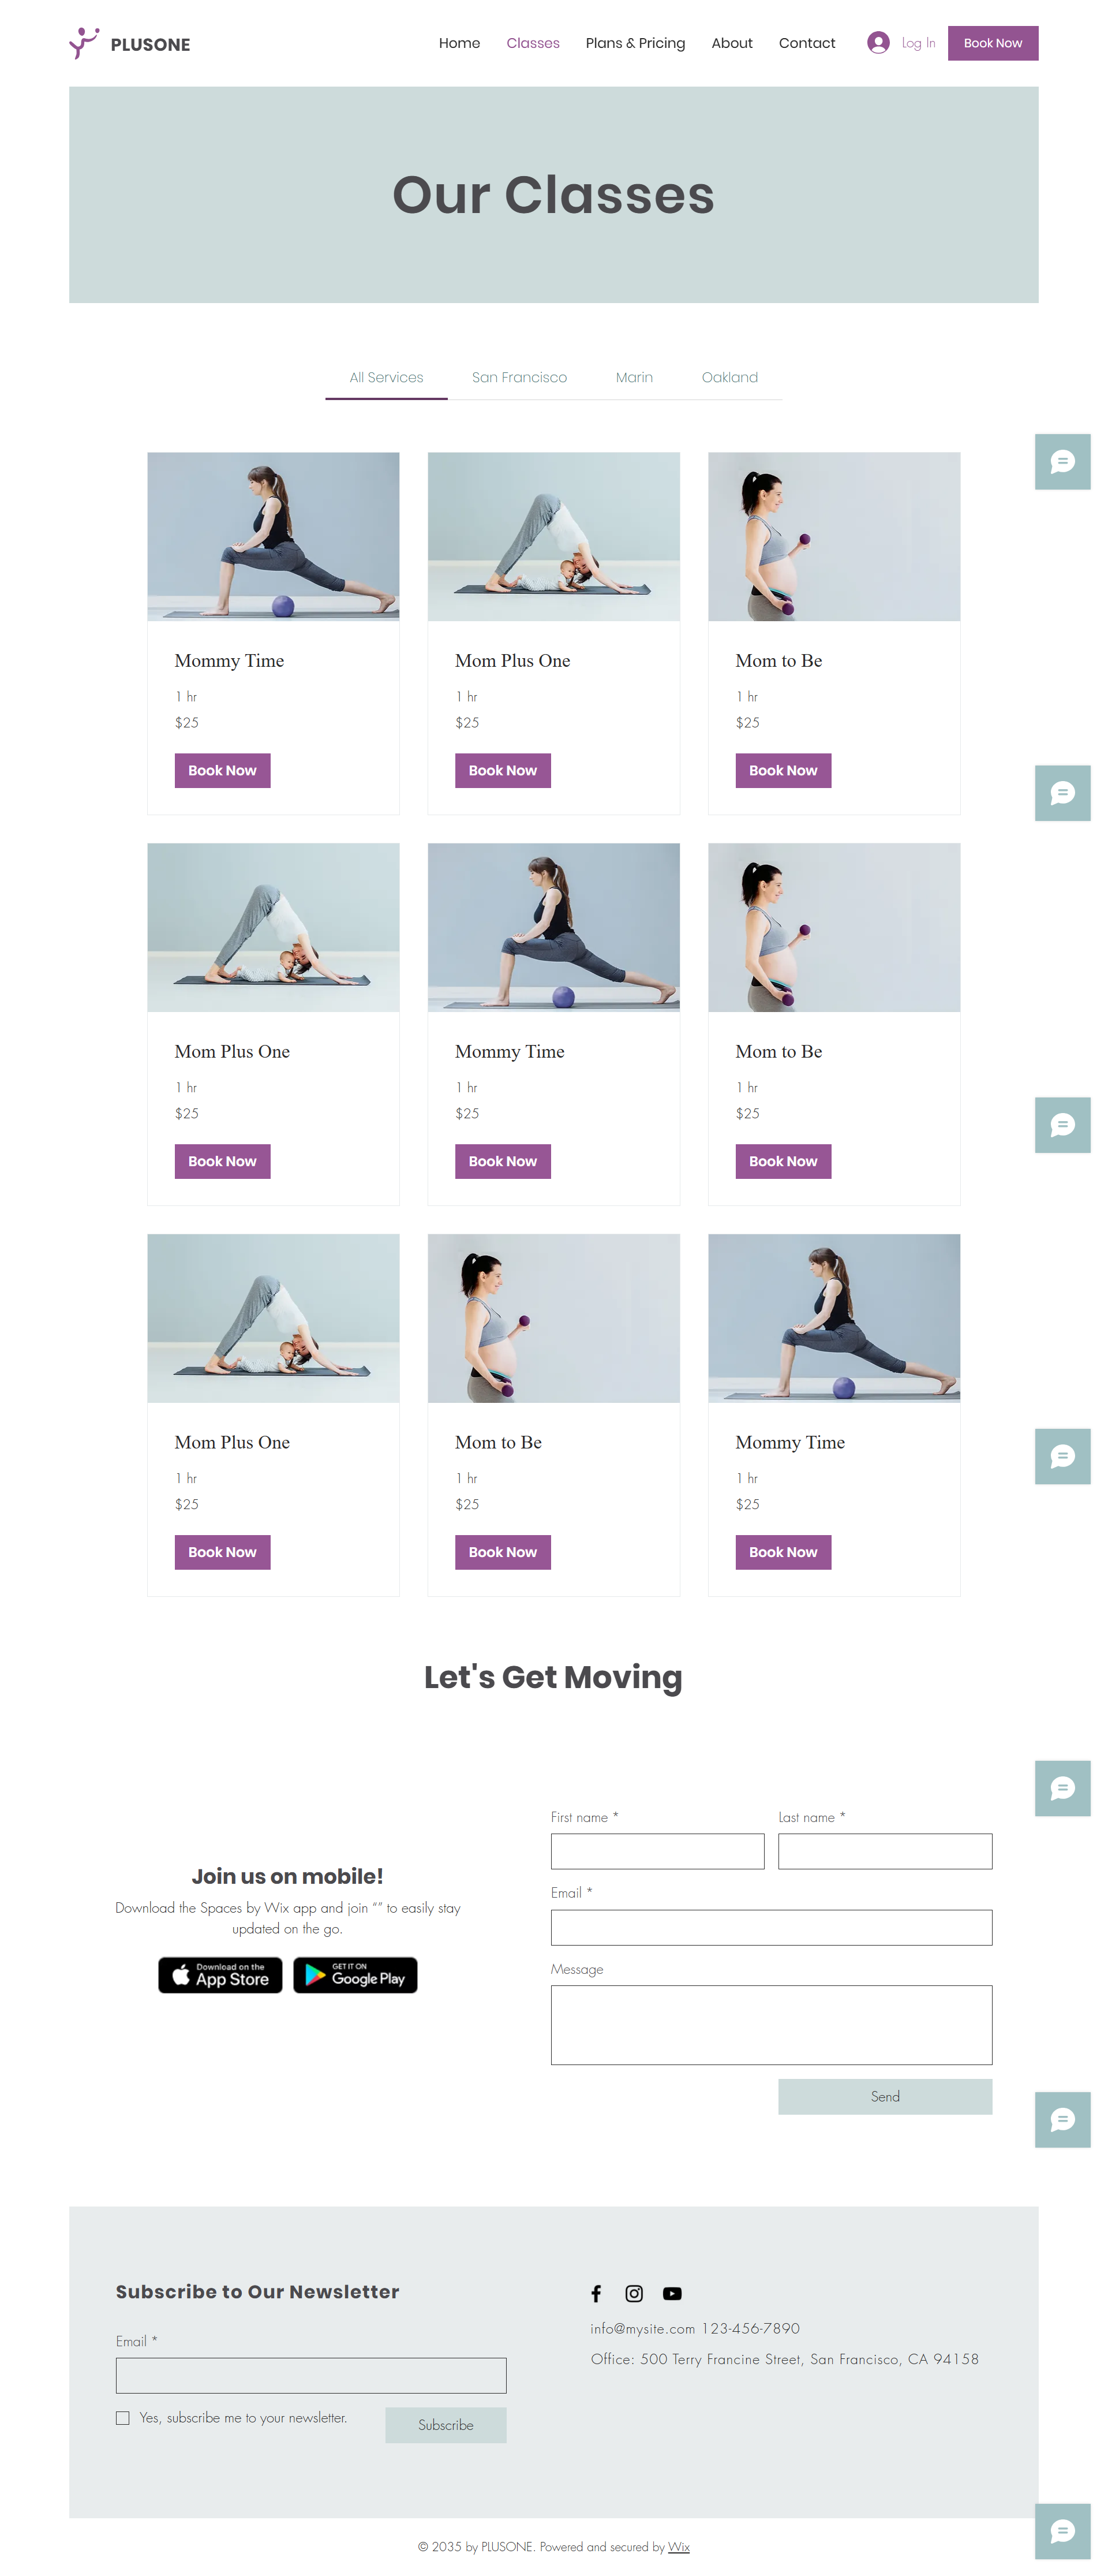 PLUSONE
Home
Classes
Plans & Pricing
About
Contact
Log In
Book Now
Our Classes
All Services
San Francisco
Marin
Oakland
Mommy Time
1 hr
$25
Book Now
Mom Plus One
1 hr
$25
Book Now
Mom to Be
1 hr
$25
Book Now
Mom Plus One
1 hr
$25
Book Now
Mommy Time
1 hr
$25
Book Now
Mom to Be
1 hr
$25
Book Now
Mom Plus One
1 hr
$25
Book Now
Mom to Be
1 hr
$25
Book Now
Mommy Time
1 hr
$25
Book Now
Let's Get Moving
Join us on mobile!
Download the Spaces by Wix app and join “” to easily stay
updated on the go.
Download on the
App Store
GET IT ON
Google Play
First name *
Last name *
Email *
Message
Send
Subscribe to Our Newsletter
Email *
Yes, subscribe me to your newsletter.
Subscribe
info@mysite.com 123-456-7890
Office: 500 Terry Francine Street, San Francisco, CA 94158
© 2035 by PLUSONE. Powered and secured by Wix